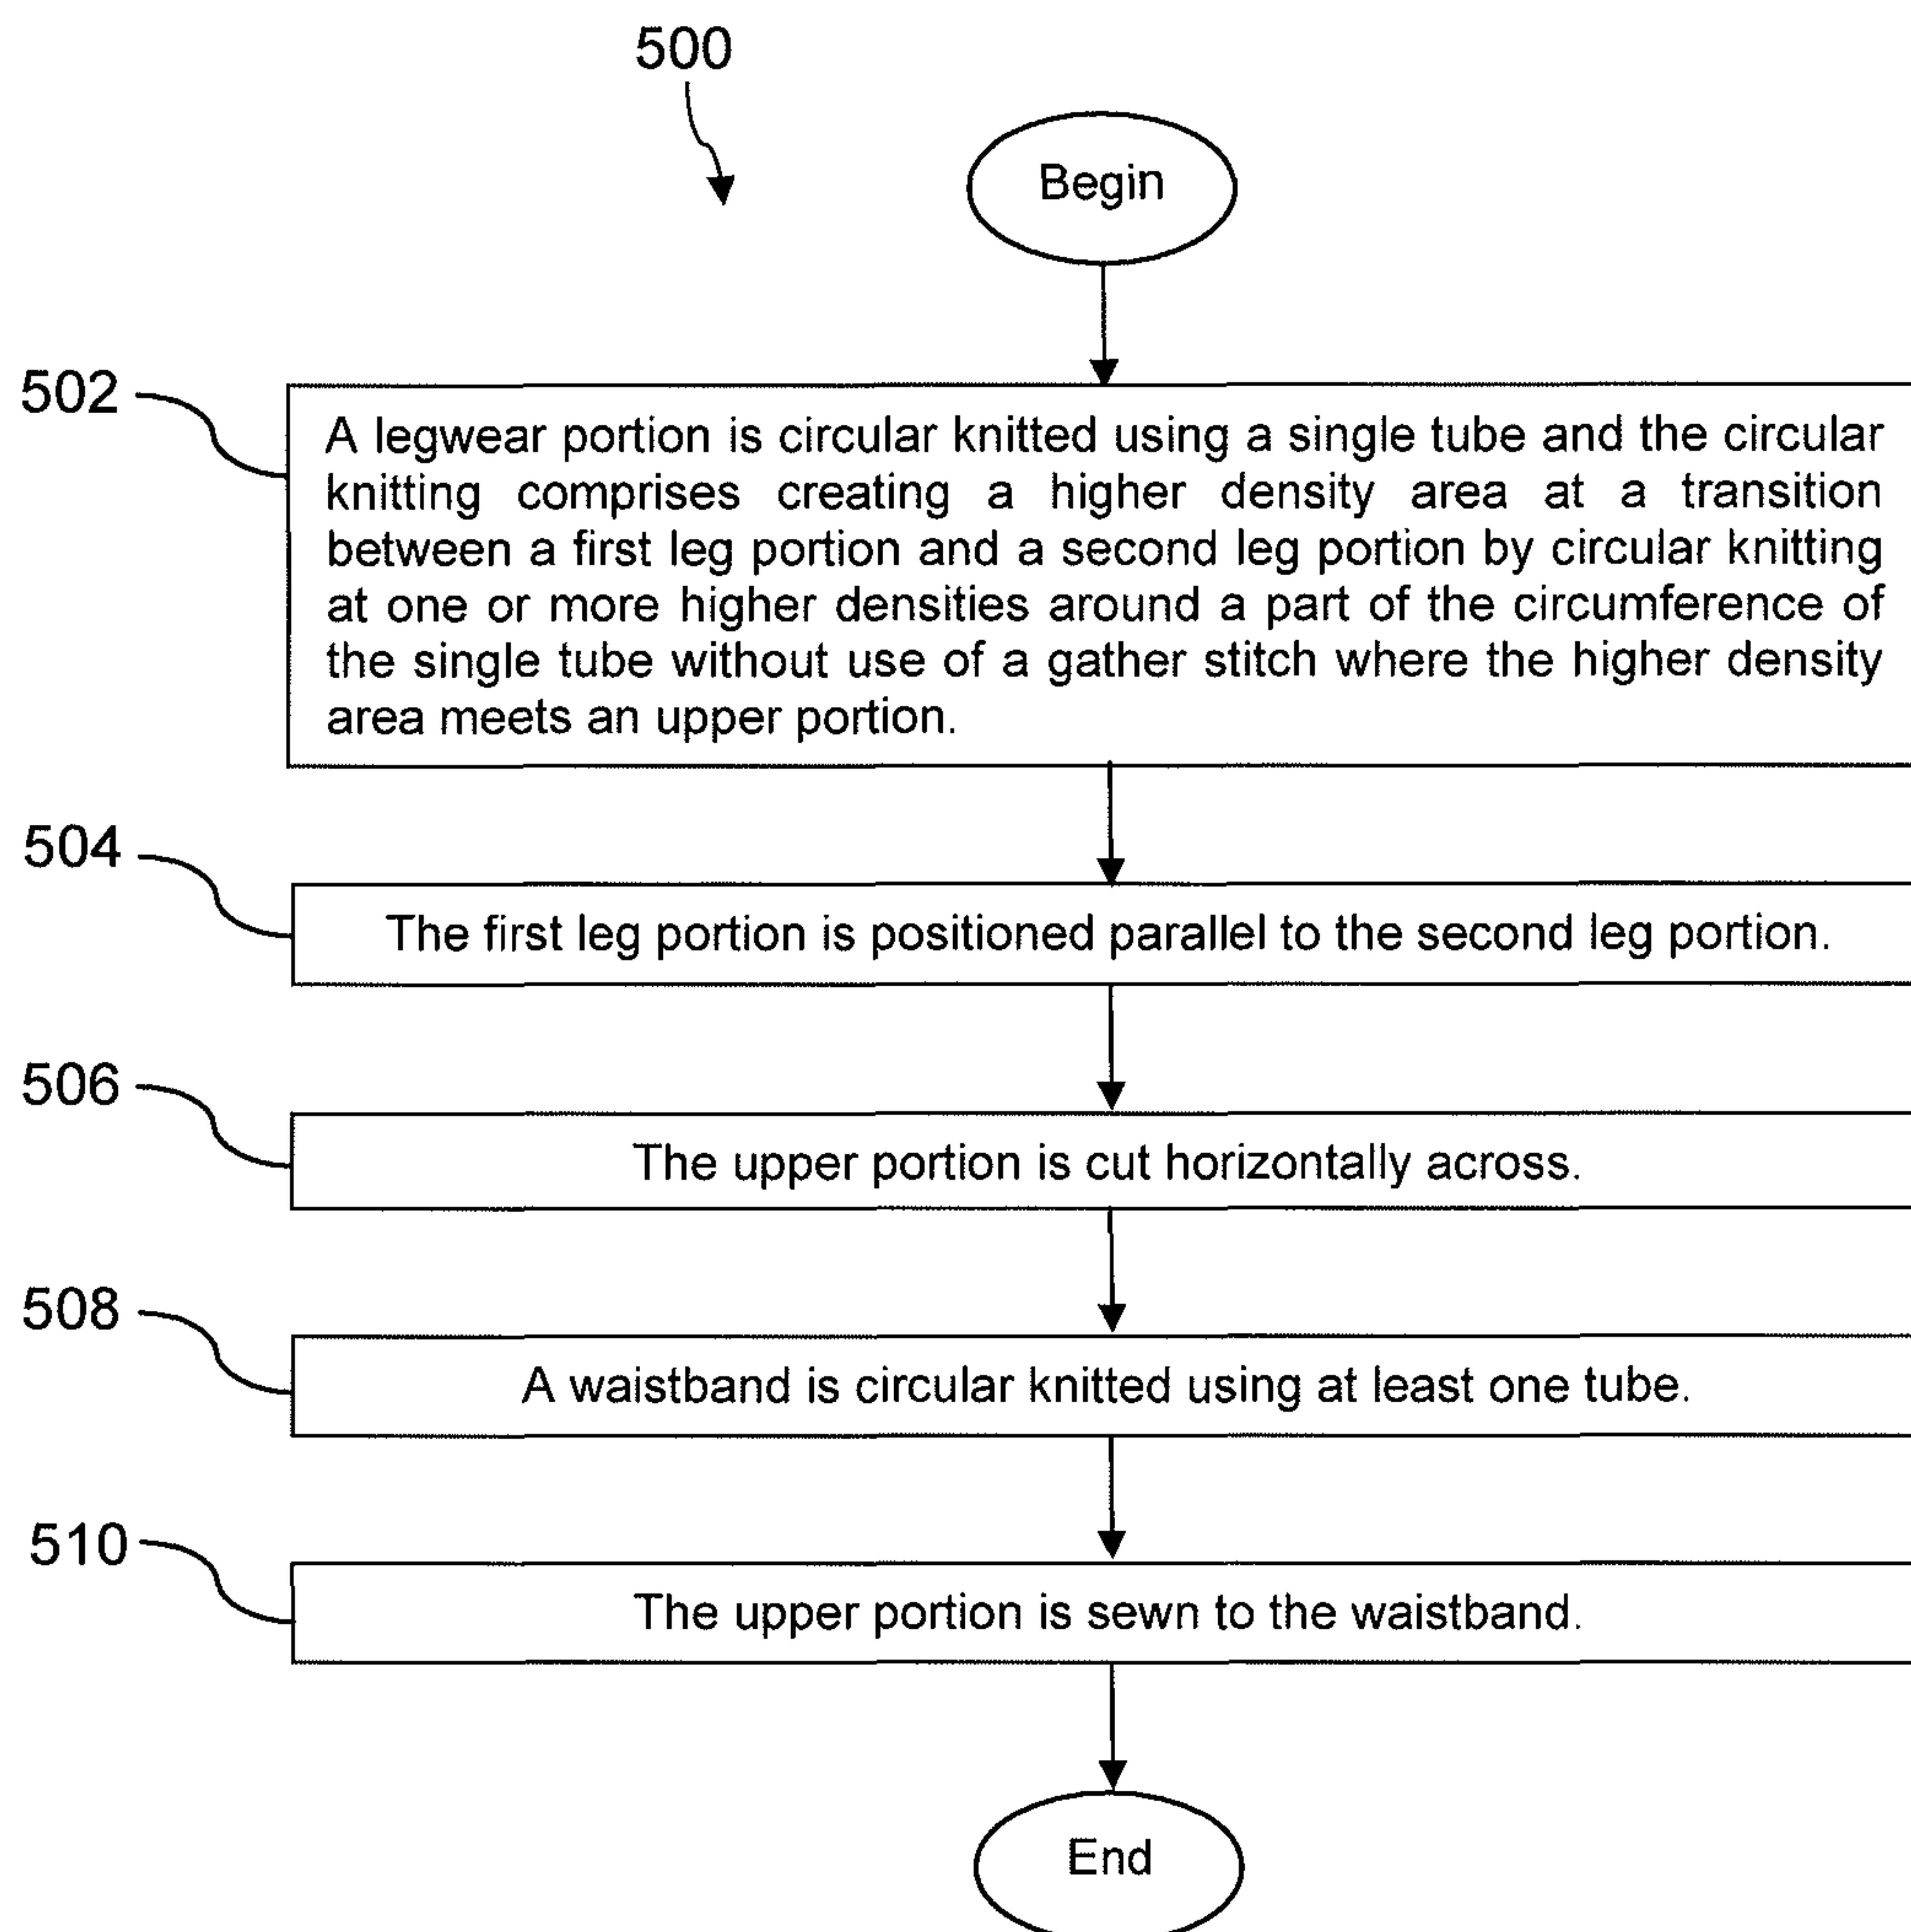 500
Begin
502
A legwear portion is circular knitted using a single tube and the circular
knitting comprises creating a higher density area at a transition
between a first leg portion and a second leg portion by circular knitting
at one or more higher densities around a part of the circumference of
the single tube without use of a gather stitch where the higher density
area meets an upper portion.
504
The first leg portion is positioned parallel to the second leg portion.
506
The upper portion is cut horizontally across.
508
A waistband is circular knitted using at least one tube.
510
The upper portion is sewn to the waistband.
End